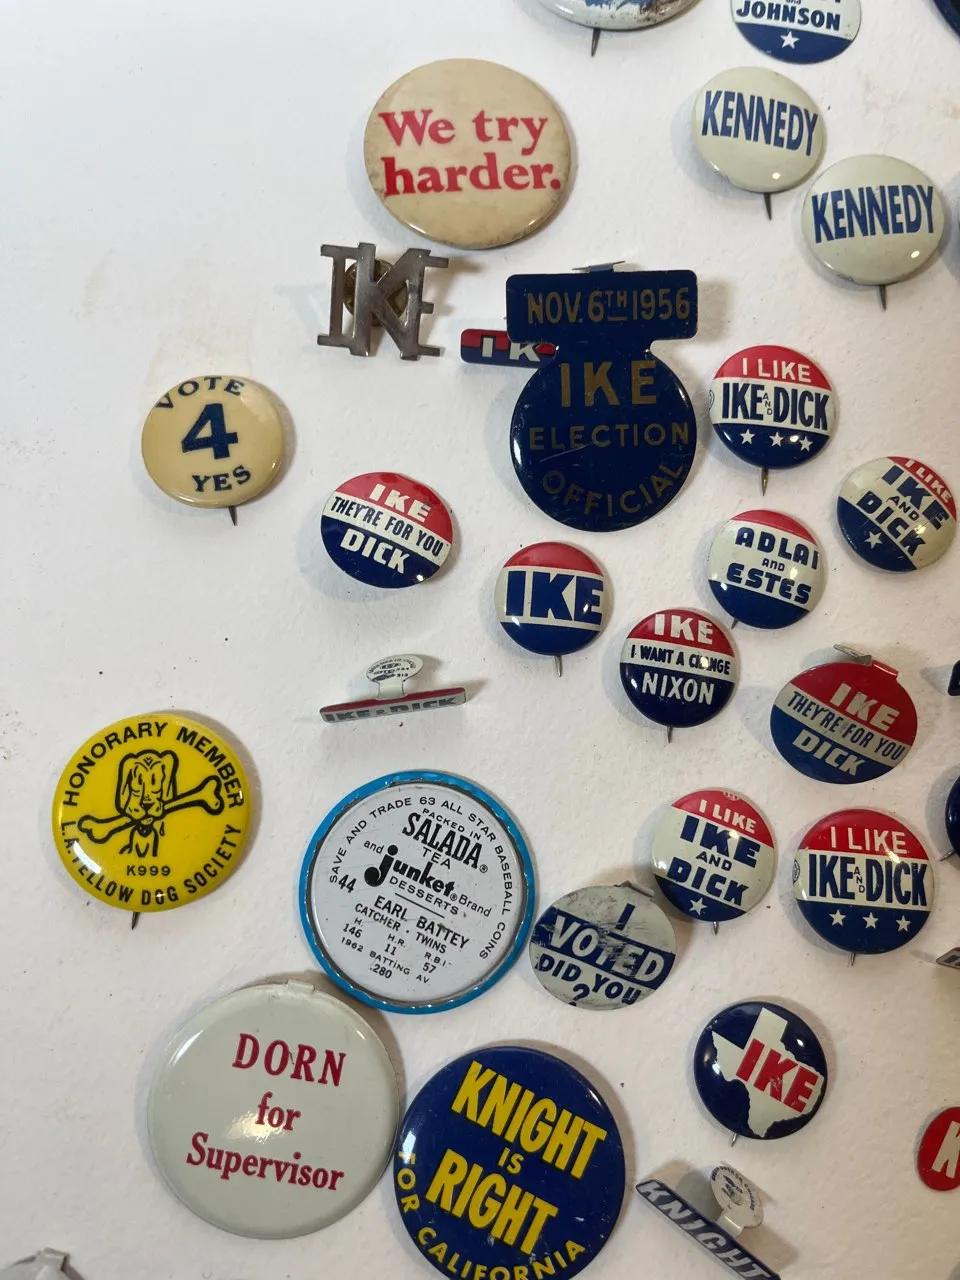 JOHNSON
We try
harder.
KENNEDY
KENNEDY
IKE
NOV. 6TH 1956
IKE
ELECTION
OFFICIAL
IK
I LIKE
IKE AND DICK
VOTE
4
YES
I LIKE
IKE
AND
DICK
IKE
THEY'RE FOR YOU
DICK
ADLAI
AND
ESTES
IKE
IKE
I WANT A CHANGE
NIXON
IKE
THEY'RE FOR YOU
DICK
IKE & DICK
HONORARY MEMBER
K999
L.A. YELLOW DOG SOCIETY
SAVE AND TRADE 63 ALL STAR BASEBALL COINS
PACKED IN
SALADA®
TEA
and junket® Brand
DESSERTS
44
EARL BATTEY
CATCHER · TWINS
H. H.R. R.B.I.
146 11 57
1962 BATTING AV
.280
I LIKE
IKE
AND
DICK
I LIKE
IKE AND DICK
I
VOTED
DID YOU
?
DORN
for
Supervisor
IKE
KNIGHT
IS
RIGHT
FOR CALIFORNIA
KNIGHT
K